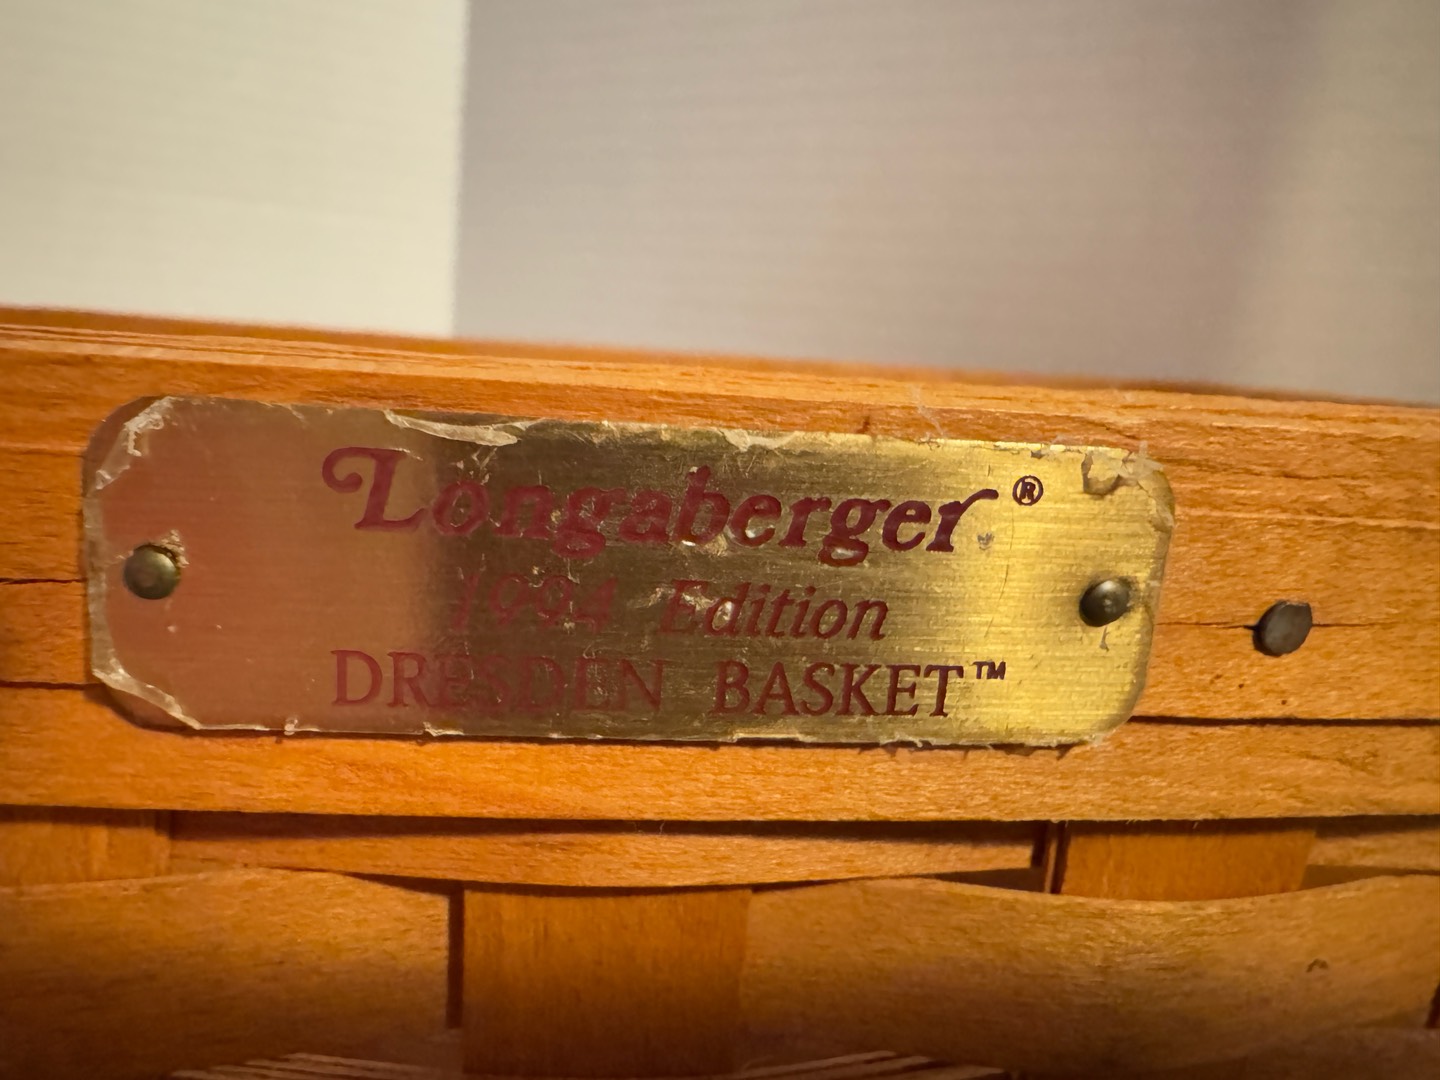 Longaberger®
1994 Edition
DRESDEN BASKET™